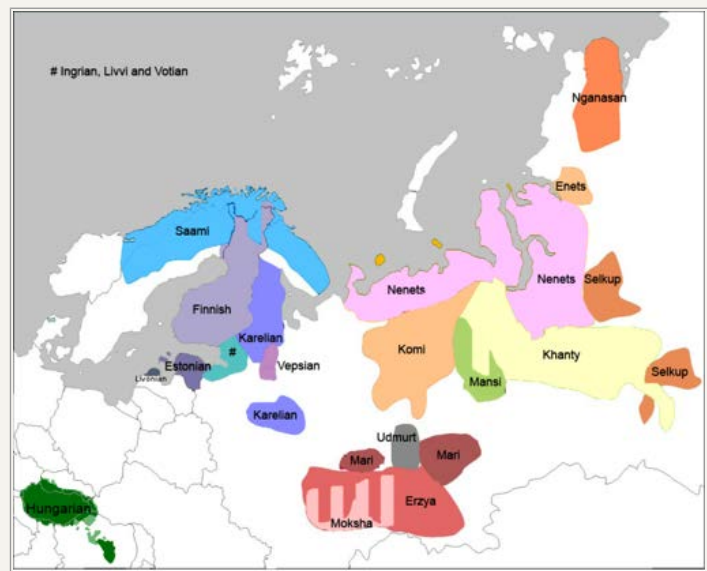 # Ingrian, Livvi and Votian
Nganasan
Enets
Saami
Nenets
Nenets
Selkup
Finnish
Karelian
#
Komi
Khanty
Estonian
Livonian
Vepsian
Mansi
Selkup
Karelian
Udmurt
Mari
Mari
Erzya
Moksha
Hungarian